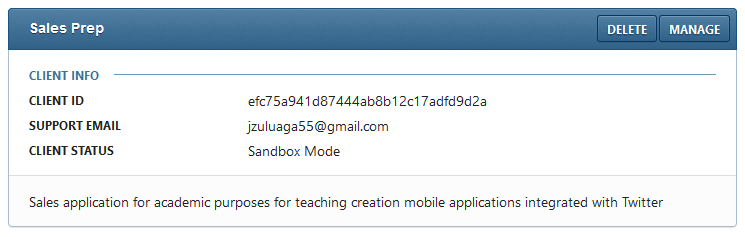 Sales Prep
DELETE
MANAGE
CLIENT INFO
CLIENT ID efc75a941d87444ab8b12c17adfd9d2a
SUPPORT EMAIL jzuluaga55@gmail.com
CLIENT STATUS Sandbox Mode
Sales application for academic purposes for teaching creation mobile applications integrated with Twitter